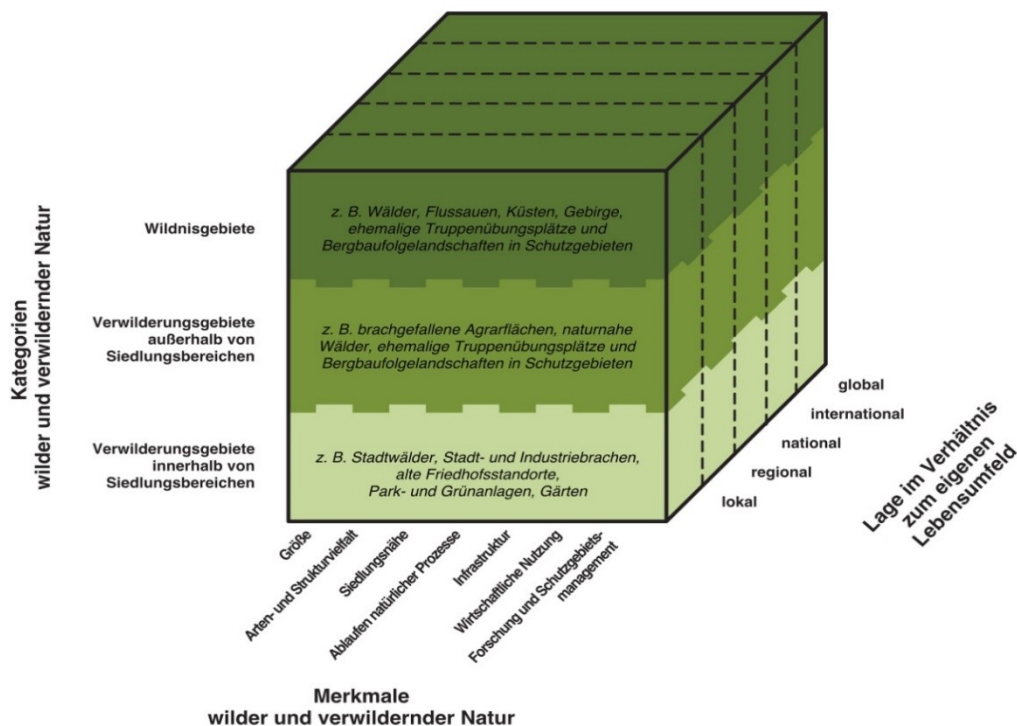 Kategorien
wilder und verwildernder Natur
Wildnisgebiete
z. B. Wälder, Flussauen, Küsten, Gebirge,
ehemalige Truppenübungsplätze und
Bergbaufolgelandschaften in Schutzgebieten
Verwilderungsgebiete
außerhalb von
Siedlungsbereichen
z. B. brachgefallene Agrarflächen, naturnahe
Wälder, ehemalige Truppenübungsplätze und
Bergbaufolgelandschaften in Schutzgebieten
Verwilderungsgebiete
innerhalb von
Siedlungsbereichen
z. B. Stadtwälder, Stadt- und Industriebrachen,
alte Friedhofsstandorte,
Park- und Grünanlagen, Gärten
global
international
national
regional
lokal
Lage im Verhältnis
zum eigenen
Lebensumfeld
Größe
Arten- und Strukturvielfalt
Siedlungsnähe
Ablaufen natürlicher Prozesse
Infrastruktur
Wirtschaftliche Nutzung
Forschung und Schutzgebiets-
management
Merkmale
wilder und verwildernder Natur